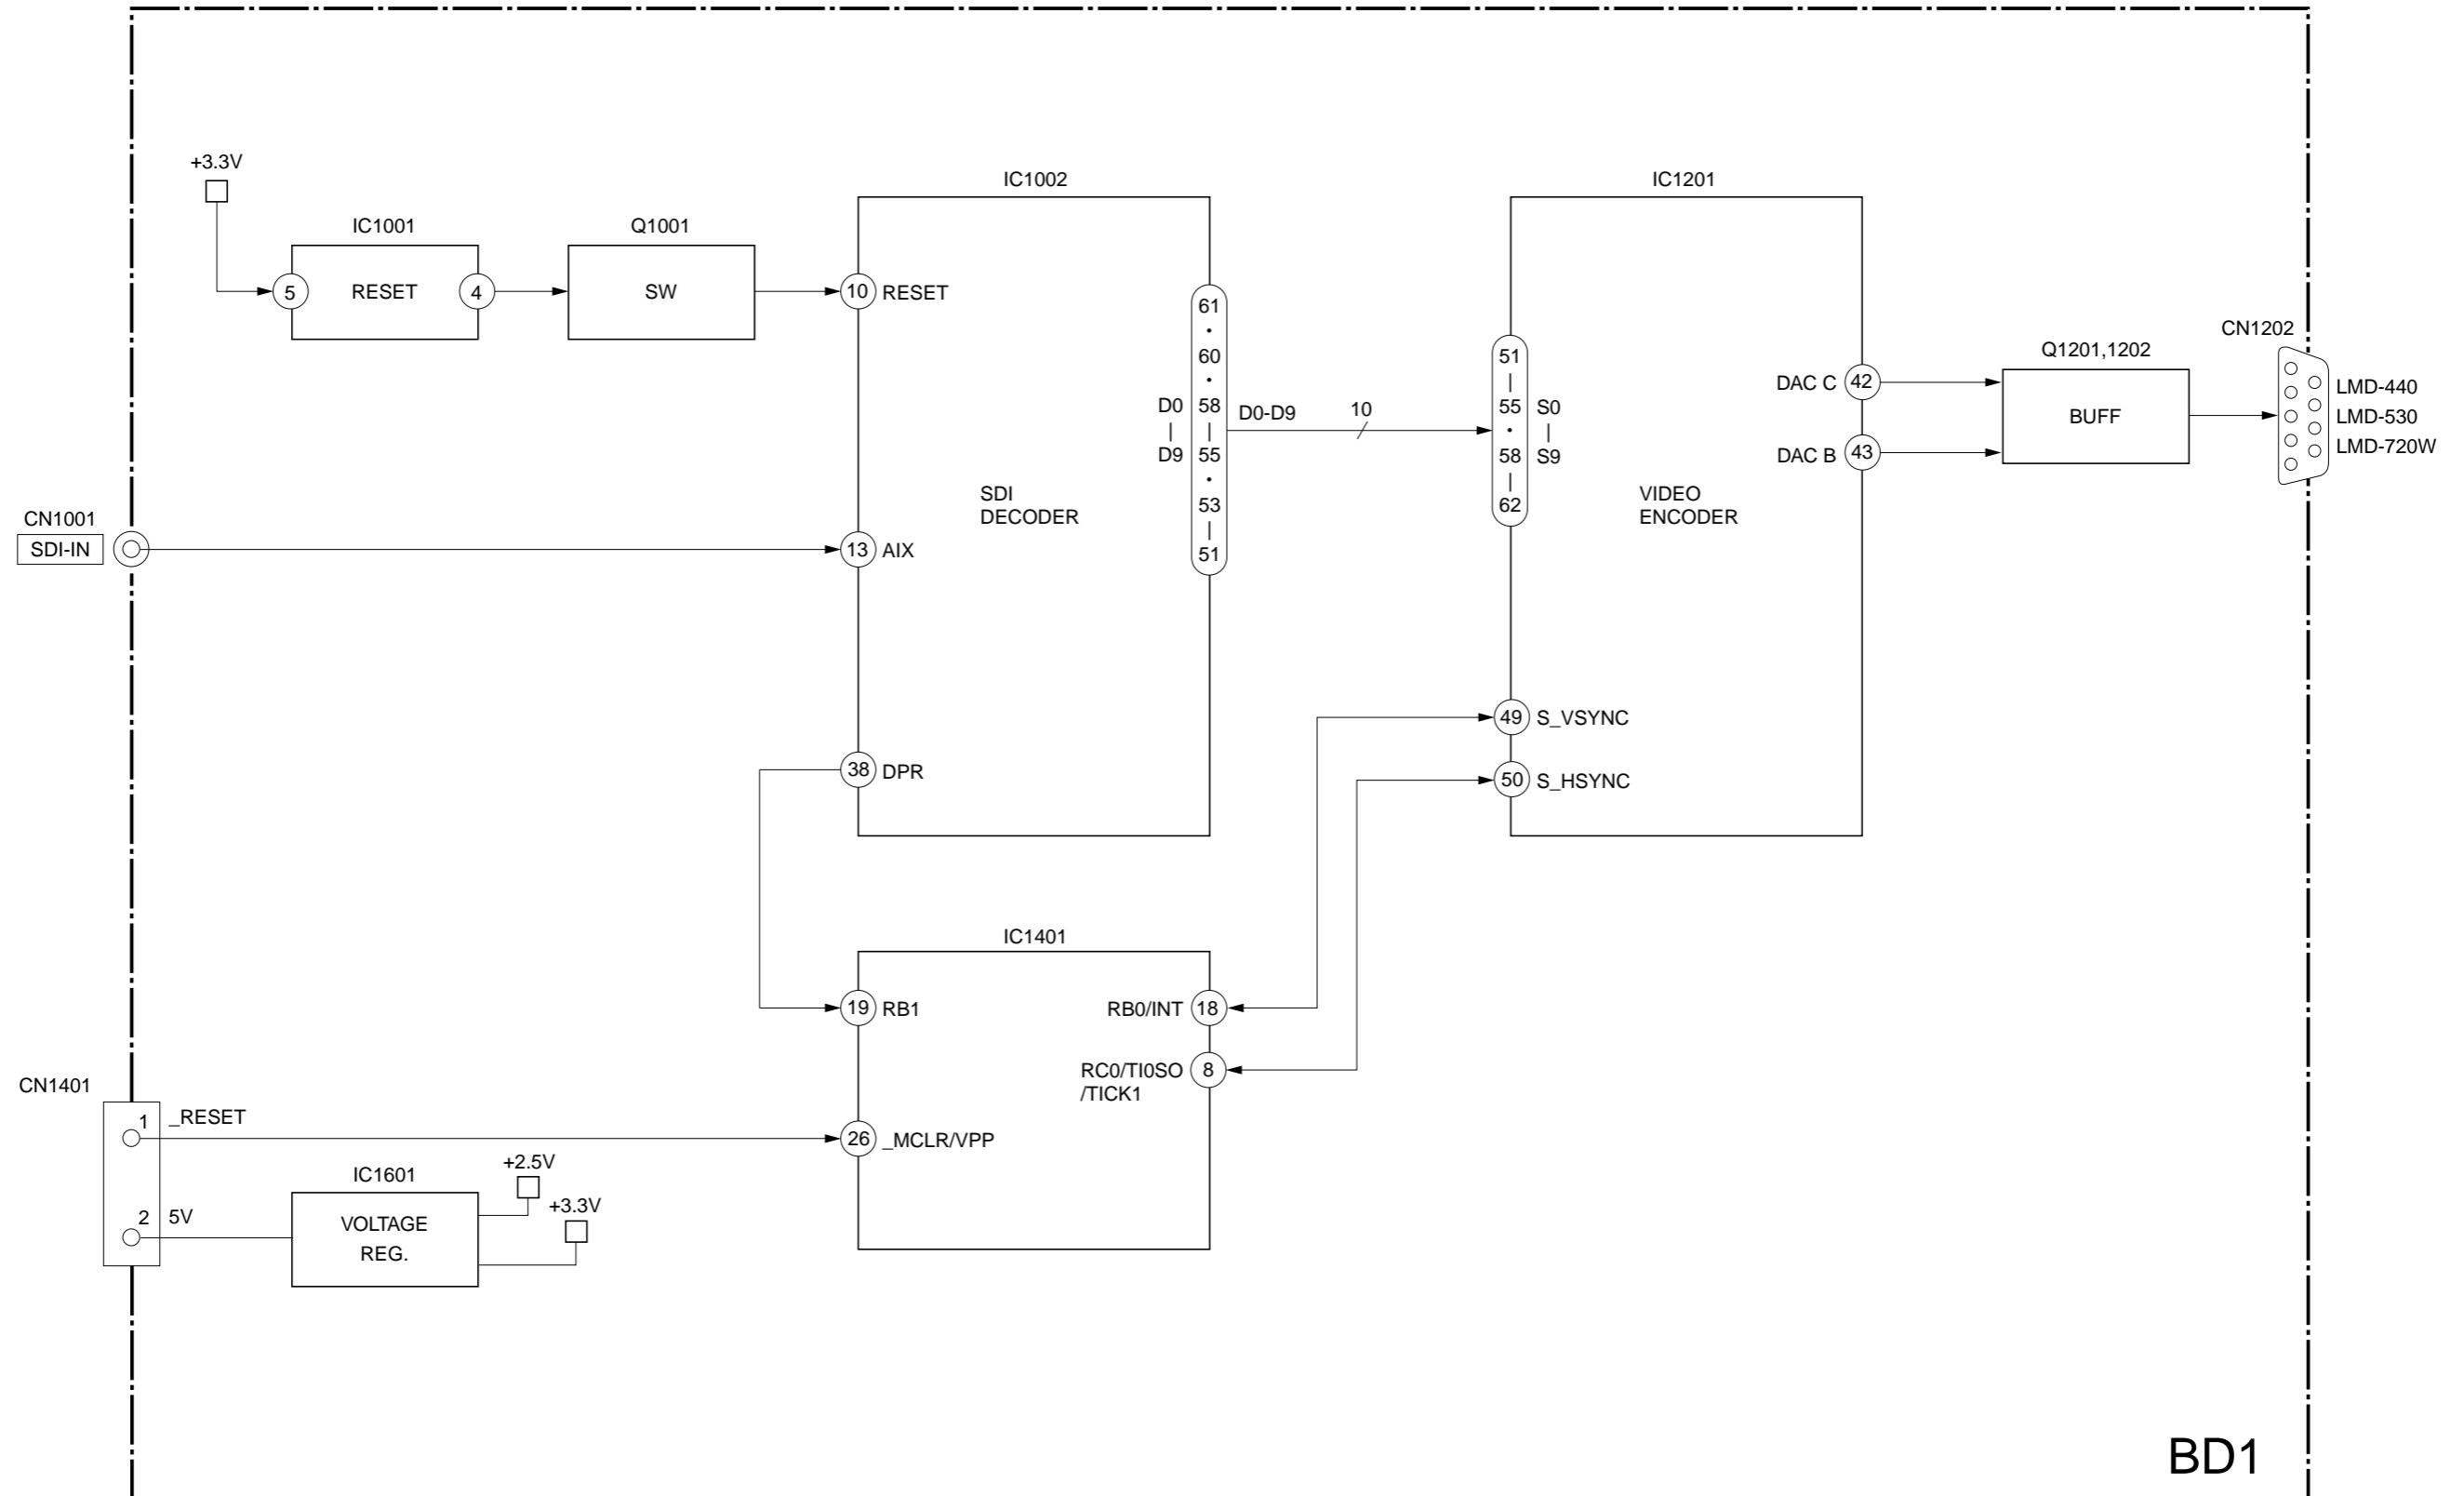 +3.3V
IC1001
5
RESET
4
Q1001
SW
IC1002
10 RESET
13 AIX
38 DPR
SDI
DECODER
D0
|
D9
61
·
60
·
58
|
55
·
53
|
51
D0-D9
10
IC1201
51
|
55
·
58
|
62
S0
|
S9
VIDEO
ENCODER
DAC C 42
DAC B 43
49 S_VSYNC
50 S_HSYNC
Q1201,1202
BUFF
CN1202
LMD-440
LMD-530
LMD-720W
CN1001
SDI-IN
IC1401
19 RB1
RB0/INT 18
RC0/TI0SO 8
/TICK1
26 _MCLR/VPP
CN1401
1 _RESET
2 5V
IC1601
VOLTAGE
REG.
+2.5V
+3.3V
BD1